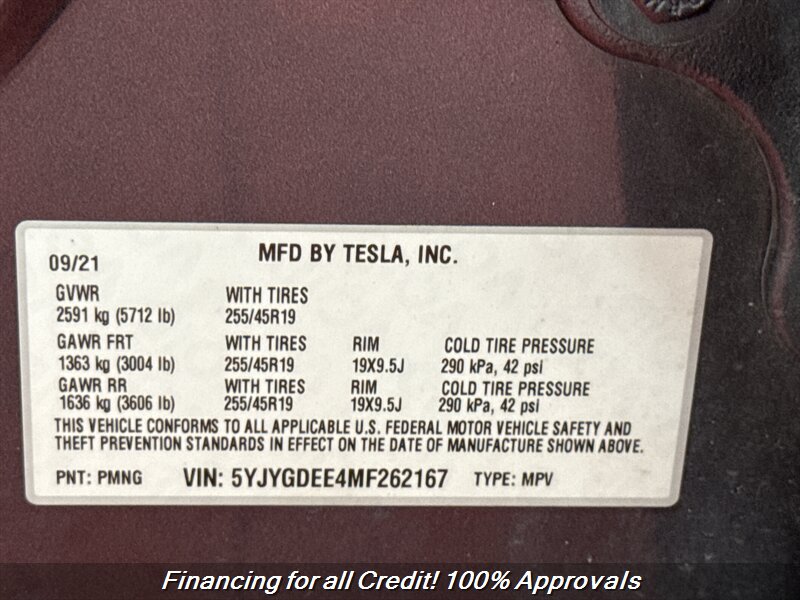 09/21 MFD BY TESLA, INC.
GVWR WITH TIRES
2591 kg (5712 lb) 255/45R19
GAWR FRT WITH TIRES RIM COLD TIRE PRESSURE
1363 kg (3004 lb) 255/45R19 19X9.5J 290 kPa, 42 psi
GAWR RR WITH TIRES RIM COLD TIRE PRESSURE
1636 kg (3606 lb) 255/45R19 19X9.5J 290 kPa, 42 psi
THIS VEHICLE CONFORMS TO ALL APPLICABLE U.S. FEDERAL MOTOR VEHICLE SAFETY AND
THEFT PREVENTION STANDARDS IN EFFECT ON THE DATE OF MANUFACTURE SHOWN ABOVE.
PNT: PMNG VIN: 5YJYGDEE4MF262167 TYPE: MPV
Financing for all Credit! 100% Approvals